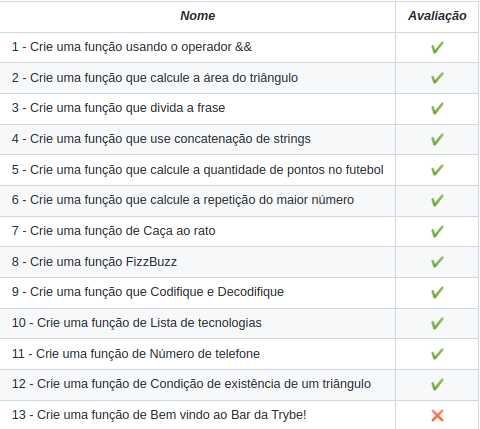 Nome Avaliação
1 - Crie uma função usando o operador && ✔
2 - Crie uma função que calcule a área do triângulo ✔
3 - Crie uma função que divida a frase ✔
4 - Crie uma função que use concatenação de strings ✔
5 - Crie uma função que calcule a quantidade de pontos no futebol ✔
6 - Crie uma função que calcule a repetição do maior número ✔
7 - Crie uma função de Caça ao rato ✔
8 - Crie uma função FizzBuzz ✔
9 - Crie uma função que Codifique e Decodifique ✔
10 - Crie uma função de Lista de tecnologias ✔
11 - Crie uma função de Número de telefone ✔
12 - Crie uma função de Condição de existência de um triângulo ✔
13 - Crie uma função de Bem vindo ao Bar da Trybe! ❌